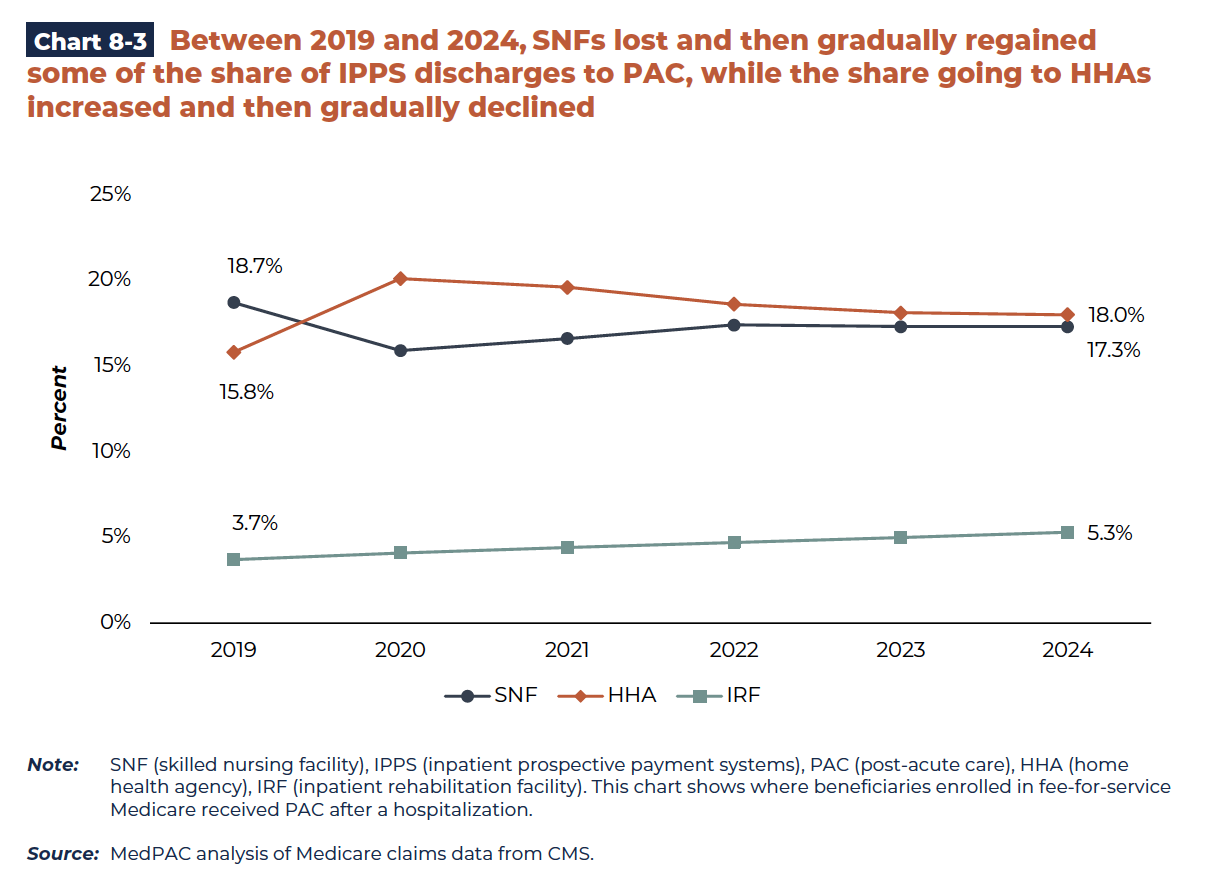 Chart 8-3 Between 2019 and 2024, SNFs lost and then gradually regained
some of the share of IPPS discharges to PAC, while the share going to HHAs
increased and then gradually declined
25%
20%
15%
10%
5%
0%
Percent
18.7%
15.8%
3.7%
18.0%
17.3%
5.3%
2019 2020 2021 2022 2023 2024
SNF HHA IRF
Note: SNF (skilled nursing facility), IPPS (inpatient prospective payment systems), PAC (post-acute care), HHA (home
health agency), IRF (inpatient rehabilitation facility). This chart shows where beneficiaries enrolled in fee-for-service
Medicare received PAC after a hospitalization.
Source: MedPAC analysis of Medicare claims data from CMS.